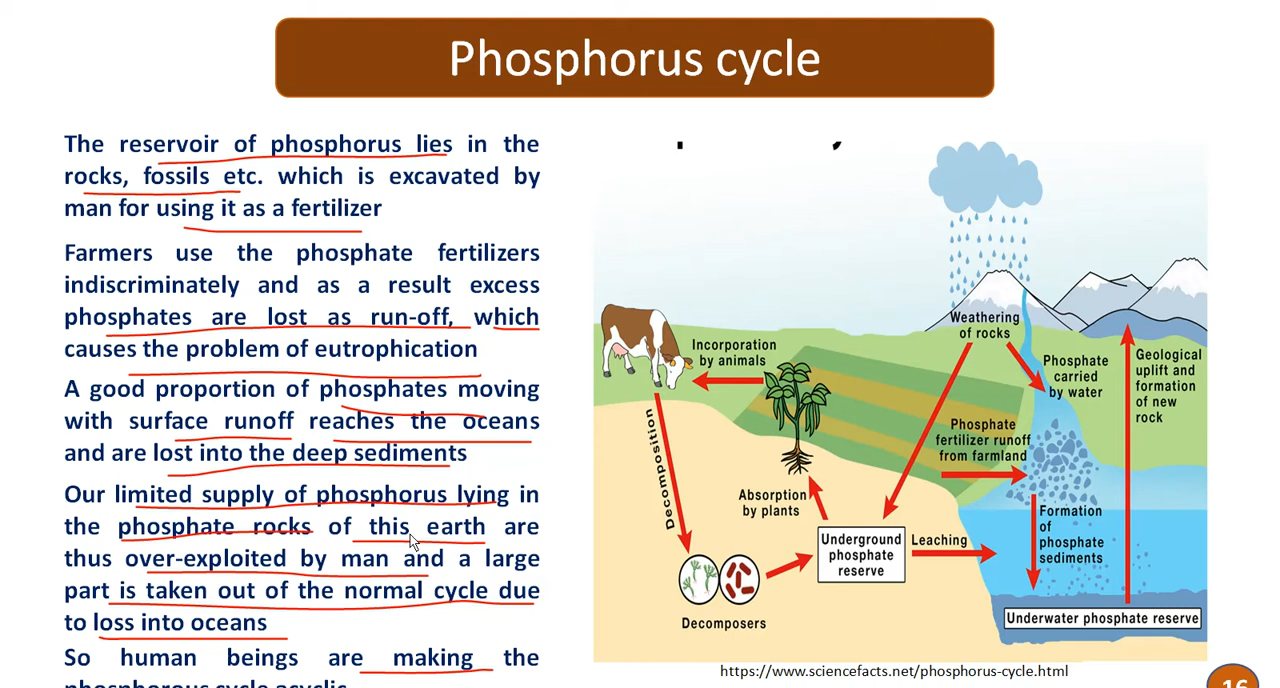 Phosphorus cycle
The reservoir of phosphorus lies in the
rocks, fossils etc. which is excavated by
man for using it as a fertilizer
Farmers use the phosphate fertilizers
indiscriminately and as a result excess
phosphates are lost as run-off, which
causes the problem of eutrophication
A good proportion of phosphates moving
with surface runoff reaches the oceans
and are lost into the deep sediments
Our limited supply of phosphorus lying in
the phosphate rocks of this earth are
thus over-exploited by man and a large
part is taken out of the normal cycle due
to loss into oceans
So human beings are making the
phosphorous cycle acyclic
Weathering
of rocks
Incorporation
by animals
Phosphate
carried
by water
Geological
uplift and
formation
of new
rock
Decomposition
Phosphate
fertilizer runoff
from farmland
Absorption
by plants
Underground
phosphate
reserve
Leaching
Formation
of
phosphate
sediments
Decomposers
Underwater phosphate reserve
https://www.sciencefacts.net/phosphorus-cycle.html
16